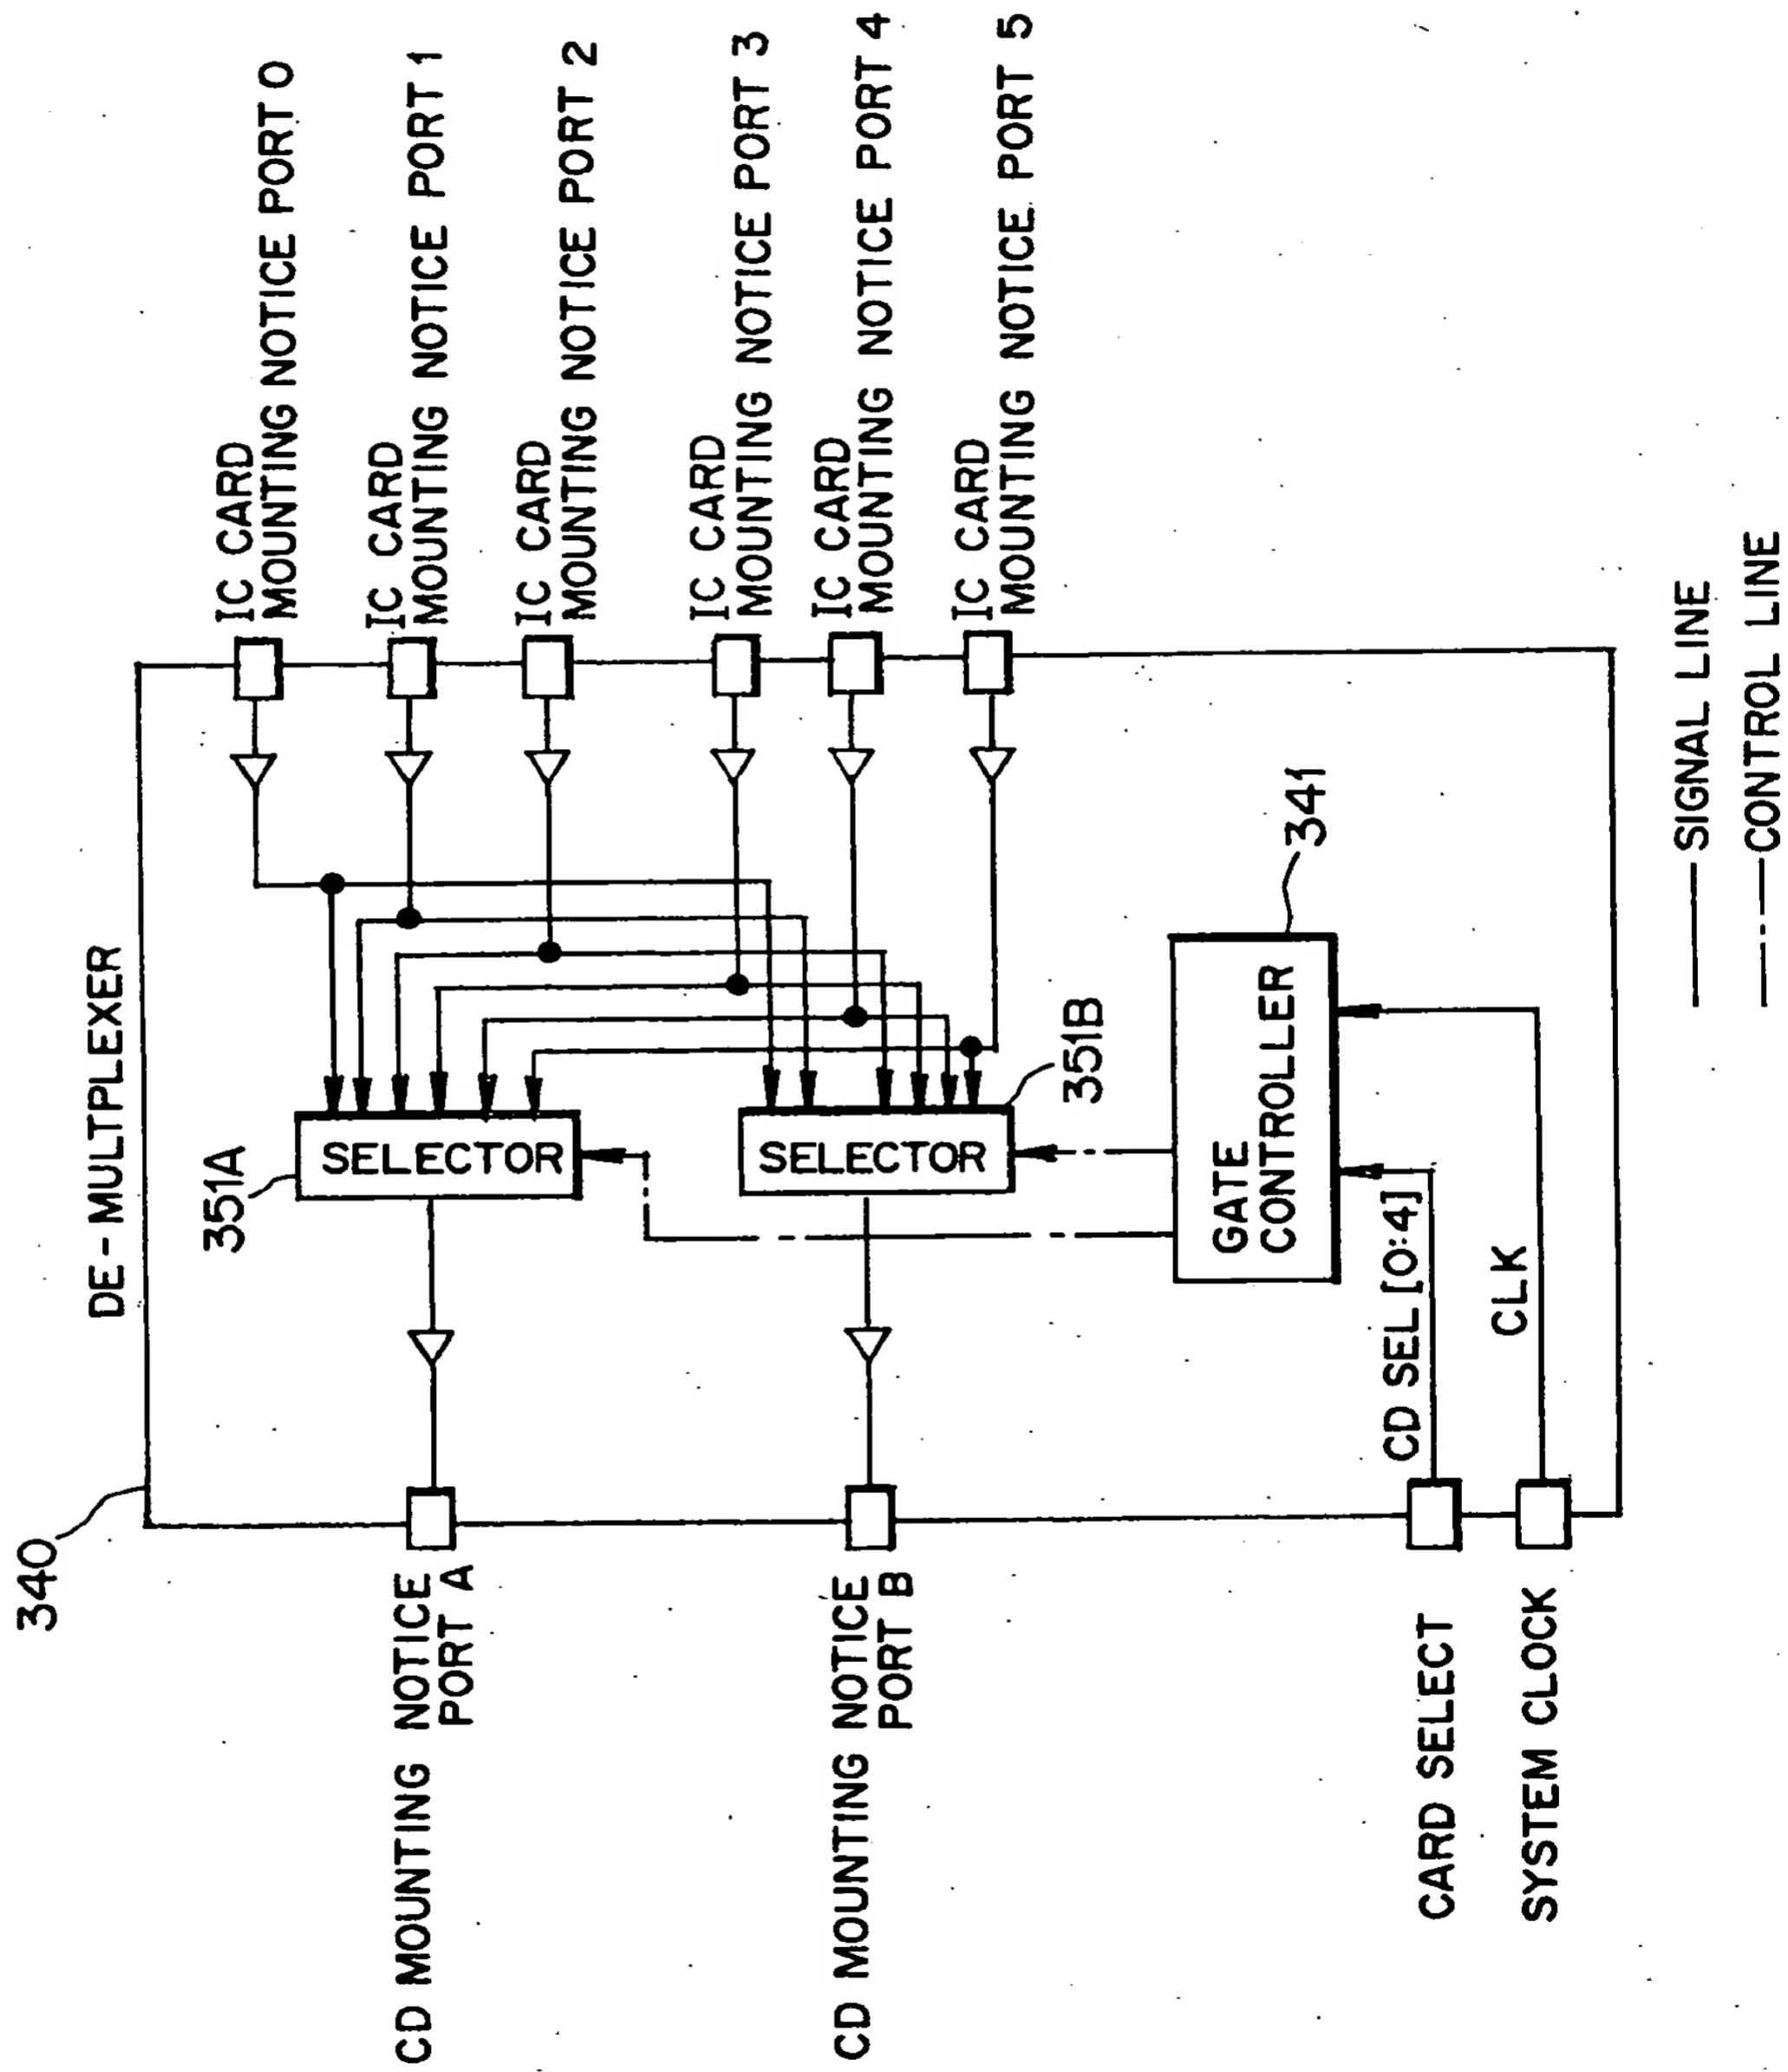 340
DE-MULTPLEXER
CD MOUNTING NOTICE
PORT A
CD MOUNTING NOTICE
PORT B
CARD SELECT
SYSTEM CLOCK
351A
SELECTOR
351B
SELECTOR
341
GATE
CONTROLLER
CD SEL [0:4]
CLK
IC CARD
MOUNTING NOTICE PORT 0
IC CARD
MOUNTING NOTICE PORT 1
IC CARD
MOUNTING NOTICE PORT 2
IC CARD
MOUNTING NOTICE PORT 3
IC CARD
MOUNTING NOTICE PORT 4
IC CARD
MOUNTING NOTICE PORT 5
SIGNAL LINE
CONTROL LINE